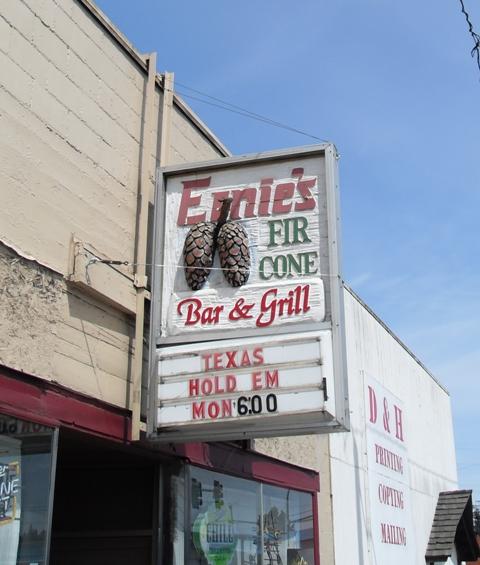 Ernie's
FIR
CONE
Bar & Grill
TEXAS
HOLD EM
MON 6:00
D & H
PRINTING
COPYING
MAILING